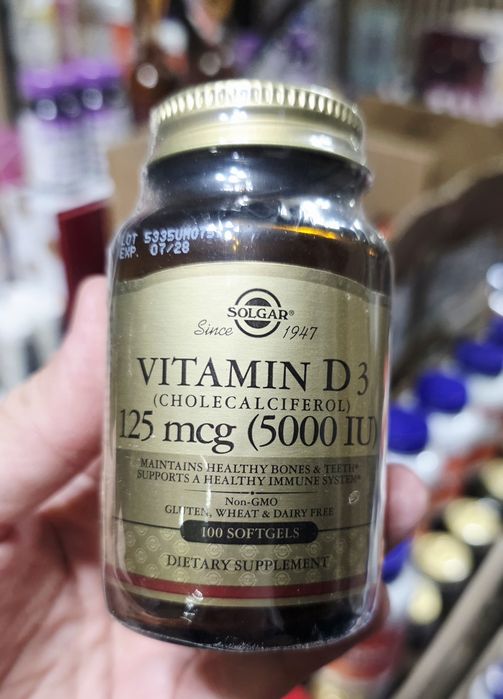 EXP. 07/28
SOLGAR®
Since 1947
VITAMIN D3
(CHOLECALCIFEROL)
125 mcg (5000 IU)
MAINTAINS HEALTHY BONES & TEETH*
SUPPORTS A HEALTHY IMMUNE SYSTEM*
Non-GMO
GLUTEN, WHEAT & DAIRY FREE
100 SOFTGELS
DIETARY SUPPLEMENT